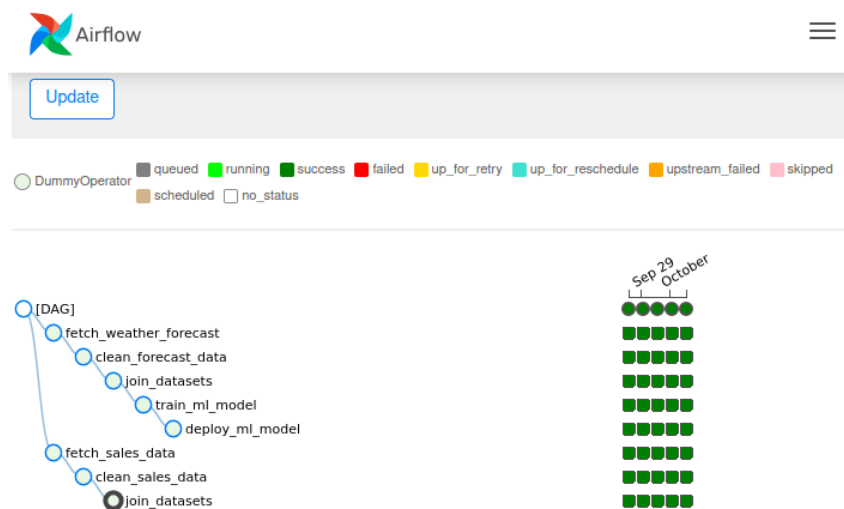 Airflow
Update
DummyOperator
queued running success failed up_for_retry up_for_reschedule upstream_failed skipped
scheduled no_status
Sep 29
October
[DAG]
fetch_weather_forecast
clean_forecast_data
join_datasets
train_ml_model
deploy_ml_model
fetch_sales_data
clean_sales_data
join_datasets